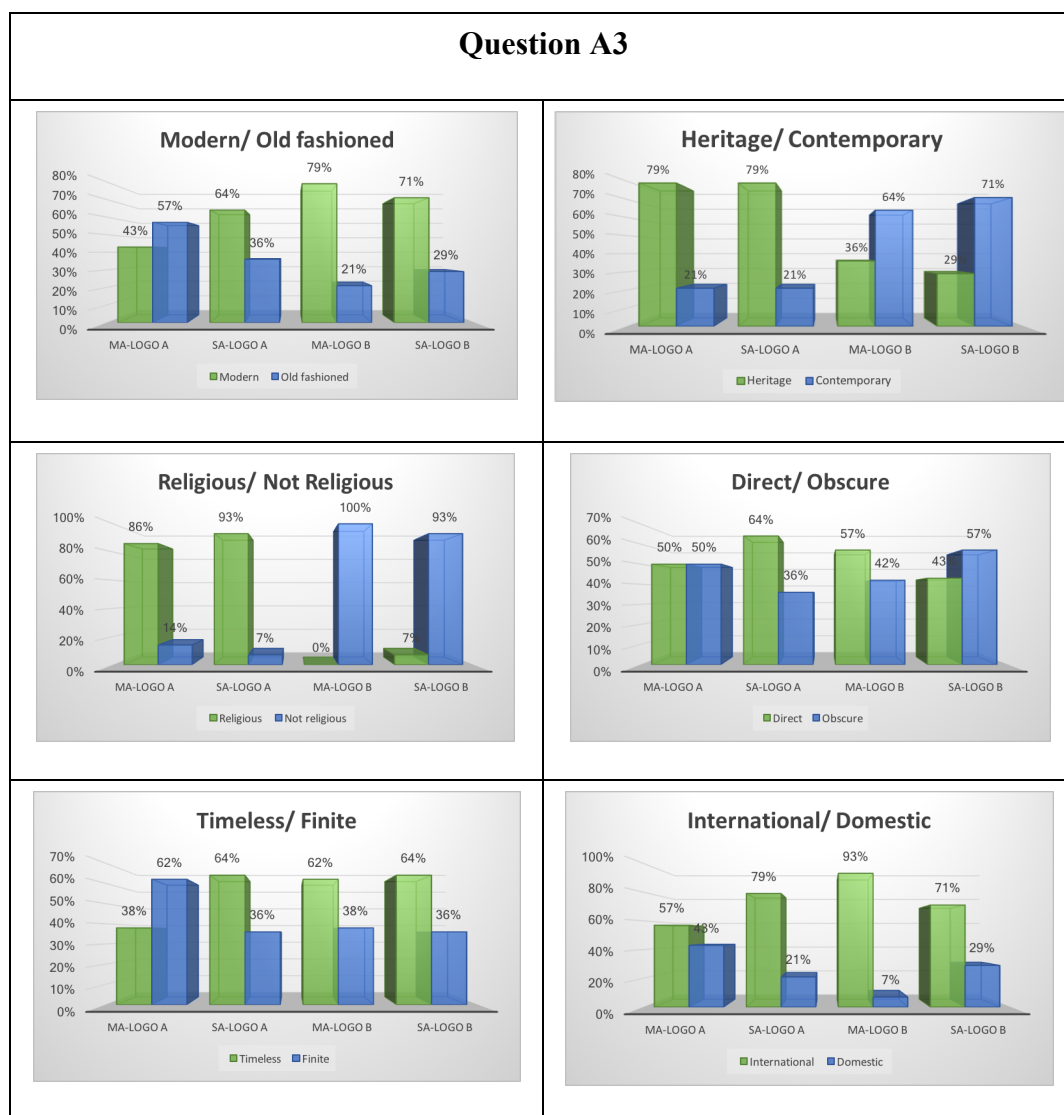 Question A3
Modern/ Old fashioned
80%
70%
60%
50%
40%
30%
20%
10%
0%
43%
57%
64%
36%
79%
21%
71%
29%
MA-LOGO A
SA-LOGO A
MA-LOGO B
SA-LOGO B
Modern Old fashioned
Heritage/ Contemporary
80%
70%
60%
50%
40%
30%
20%
10%
0%
79%
21%
79%
21%
36%
64%
29%
71%
MA-LOGO A
SA-LOGO A
MA-LOGO B
SA-LOGO B
Heritage Contemporary
Religious/ Not Religious
100%
80%
60%
40%
20%
0%
86%
14%
93%
7%
0%
100%
7%
93%
MA-LOGO A
SA-LOGO A
MA-LOGO B
SA-LOGO B
Religious Not religious
Direct/ Obscure
70%
60%
50%
40%
30%
20%
10%
0%
50%
50%
64%
36%
57%
42%
43%
57%
MA-LOGO A
SA-LOGO A
MA-LOGO B
SA-LOGO B
Direct Obscure
Timeless/ Finite
70%
60%
50%
40%
30%
20%
10%
0%
38%
62%
64%
36%
62%
38%
64%
36%
MA-LOGO A
SA-LOGO A
MA-LOGO B
SA-LOGO B
Timeless Finite
International/ Domestic
100%
80%
60%
40%
20%
0%
57%
43%
79%
21%
93%
7%
71%
29%
MA-LOGO A
SA-LOGO A
MA-LOGO B
SA-LOGO B
International Domestic